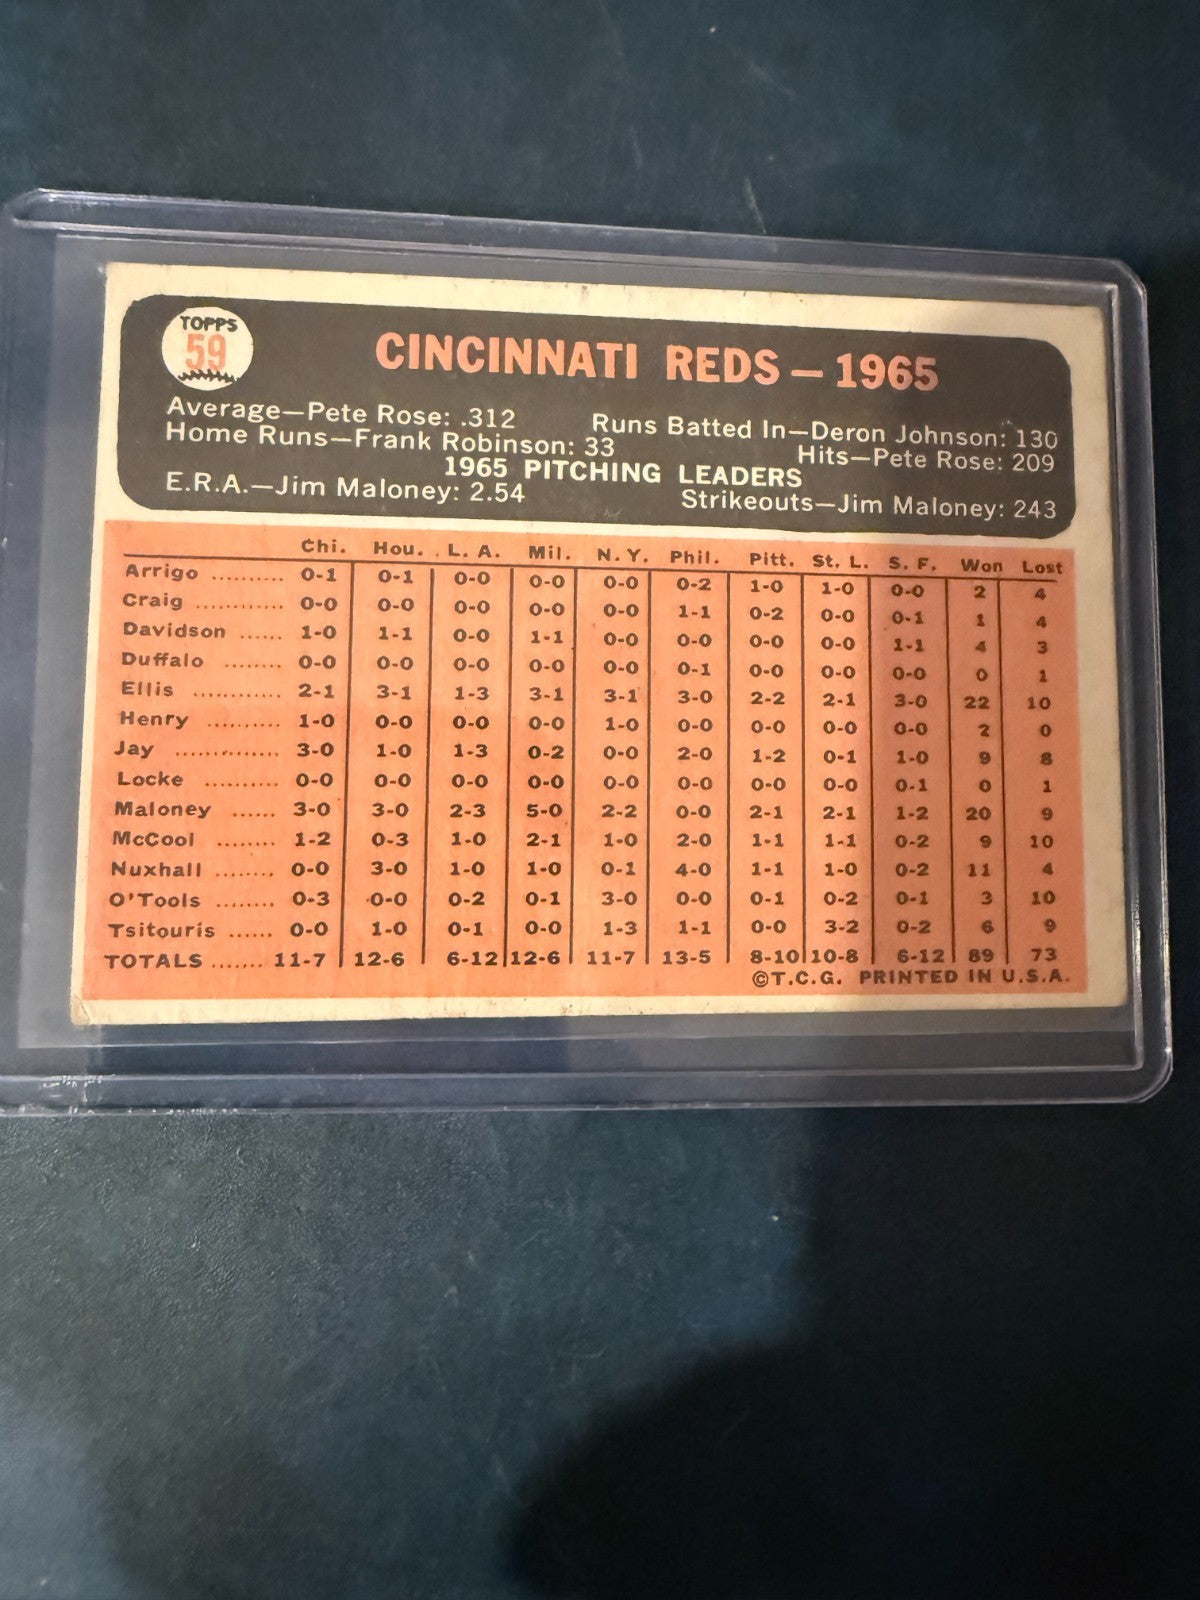 TOPPS
59
CINCINNATI REDS — 1965
Average—Pete Rose: .312 Runs Batted In—Deron Johnson: 130
Home Runs—Frank Robinson: 33 Hits—Pete Rose: 209
1965 PITCHING LEADERS
E.R.A.—Jim Maloney: 2.54 Strikeouts—Jim Maloney: 243
Chi. Hou. L. A. Mil. N. Y. Phil. Pitt. St. L. S. F. Won Lost
Arrigo .......... 0-1 0-1 0-0 0-0 0-0 0-2 1-0 1-0 0-0 2 4
Craig ............ 0-0 0-0 0-0 0-0 0-0 1-1 0-2 0-0 0-1 1 4
Davidson ...... 1-0 1-1 0-0 1-1 0-0 0-0 0-0 0-0 1-1 4 3
Duffalo ........ 0-0 0-0 0-0 0-0 0-0 0-1 0-0 0-0 0-0 0 1
Ellis ............ 2-1 3-1 1-3 3-1 3-1 3-0 2-2 2-1 3-0 22 10
Henry .......... 1-0 0-0 0-0 0-0 1-0 0-0 0-0 0-0 0-0 2 0
Jay .............. 3-0 1-0 1-3 0-2 0-0 2-0 1-2 0-1 1-0 9 8
Locke .......... 0-0 0-0 0-0 0-0 0-0 0-0 0-0 0-0 0-1 0 1
Maloney ...... 3-0 3-0 2-3 5-0 2-2 0-0 2-1 2-1 1-2 20 9
McCool ........ 1-2 0-3 1-0 2-1 1-0 2-0 1-1 1-1 0-2 9 10
Nuxhall ........ 0-0 3-0 1-0 1-0 0-1 4-0 1-1 1-0 0-2 11 4
O'Tools ........ 0-3 0-0 0-2 0-1 3-0 0-0 0-1 0-2 0-1 3 10
Tsitouris ...... 0-0 1-0 0-1 0-0 1-3 1-1 0-0 3-2 0-2 6 9
TOTALS ....... 11-7 12-6 6-12 12-6 11-7 13-5 8-10 10-8 6-12 89 73
©T.C.G. PRINTED IN U.S.A.